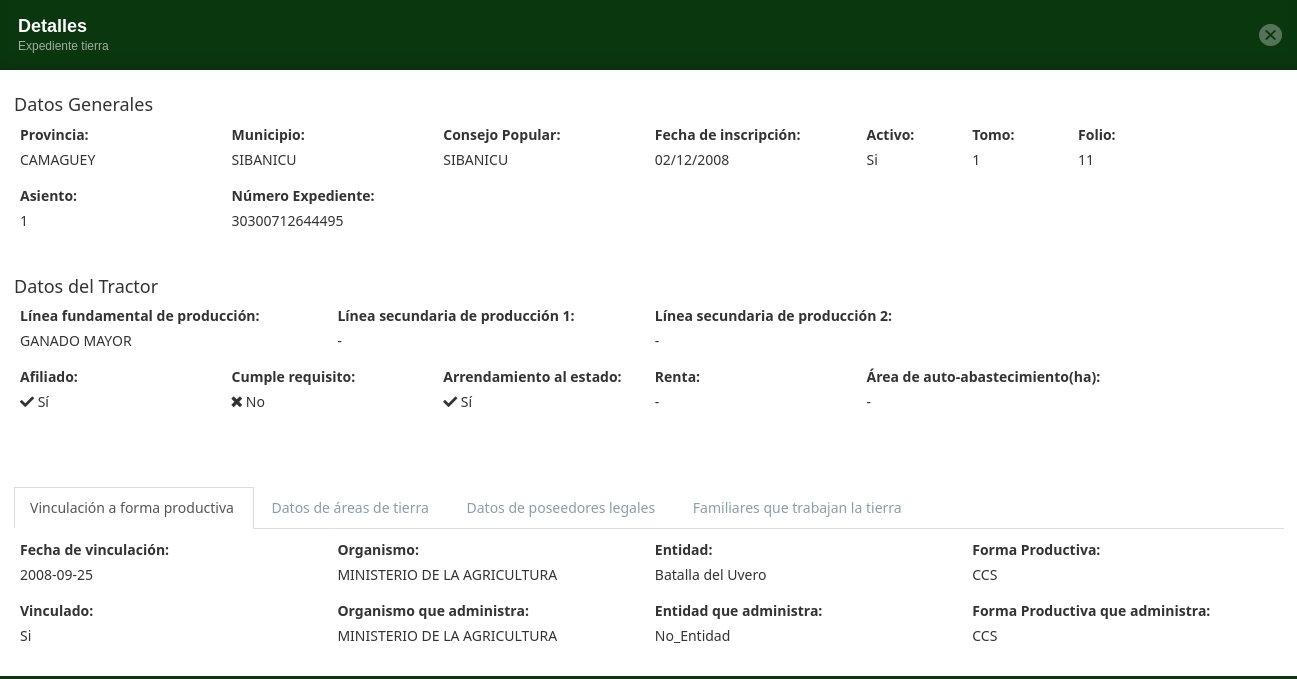 Detalles
Expediente tierra
Datos Generales
Provincia: Municipio: Consejo Popular: Fecha de inscripción: Activo: Tomo: Folio:
CAMAGUEY SIBANICU SIBANICU 02/12/2008 Si 1 11
Asiento: Número Expediente:
1 30300712644495
Datos del Tractor
Línea fundamental de producción: Línea secundaria de producción 1: Línea secundaria de producción 2:
GANADO MAYOR - -
Afiliado: Cumple requisito: Arrendamiento al estado: Renta: Área de auto-abastecimiento(ha):
Sí No Sí - -
Vinculación a forma productiva Datos de áreas de tierra Datos de poseedores legales Familiares que trabajan la tierra
Fecha de vinculación: Organismo: Entidad: Forma Productiva:
2008-09-25 MINISTERIO DE LA AGRICULTURA Batalla del Uvero CCS
Vinculado: Organismo que administra: Entidad que administra: Forma Productiva que administra:
Si MINISTERIO DE LA AGRICULTURA No_Entidad CCS